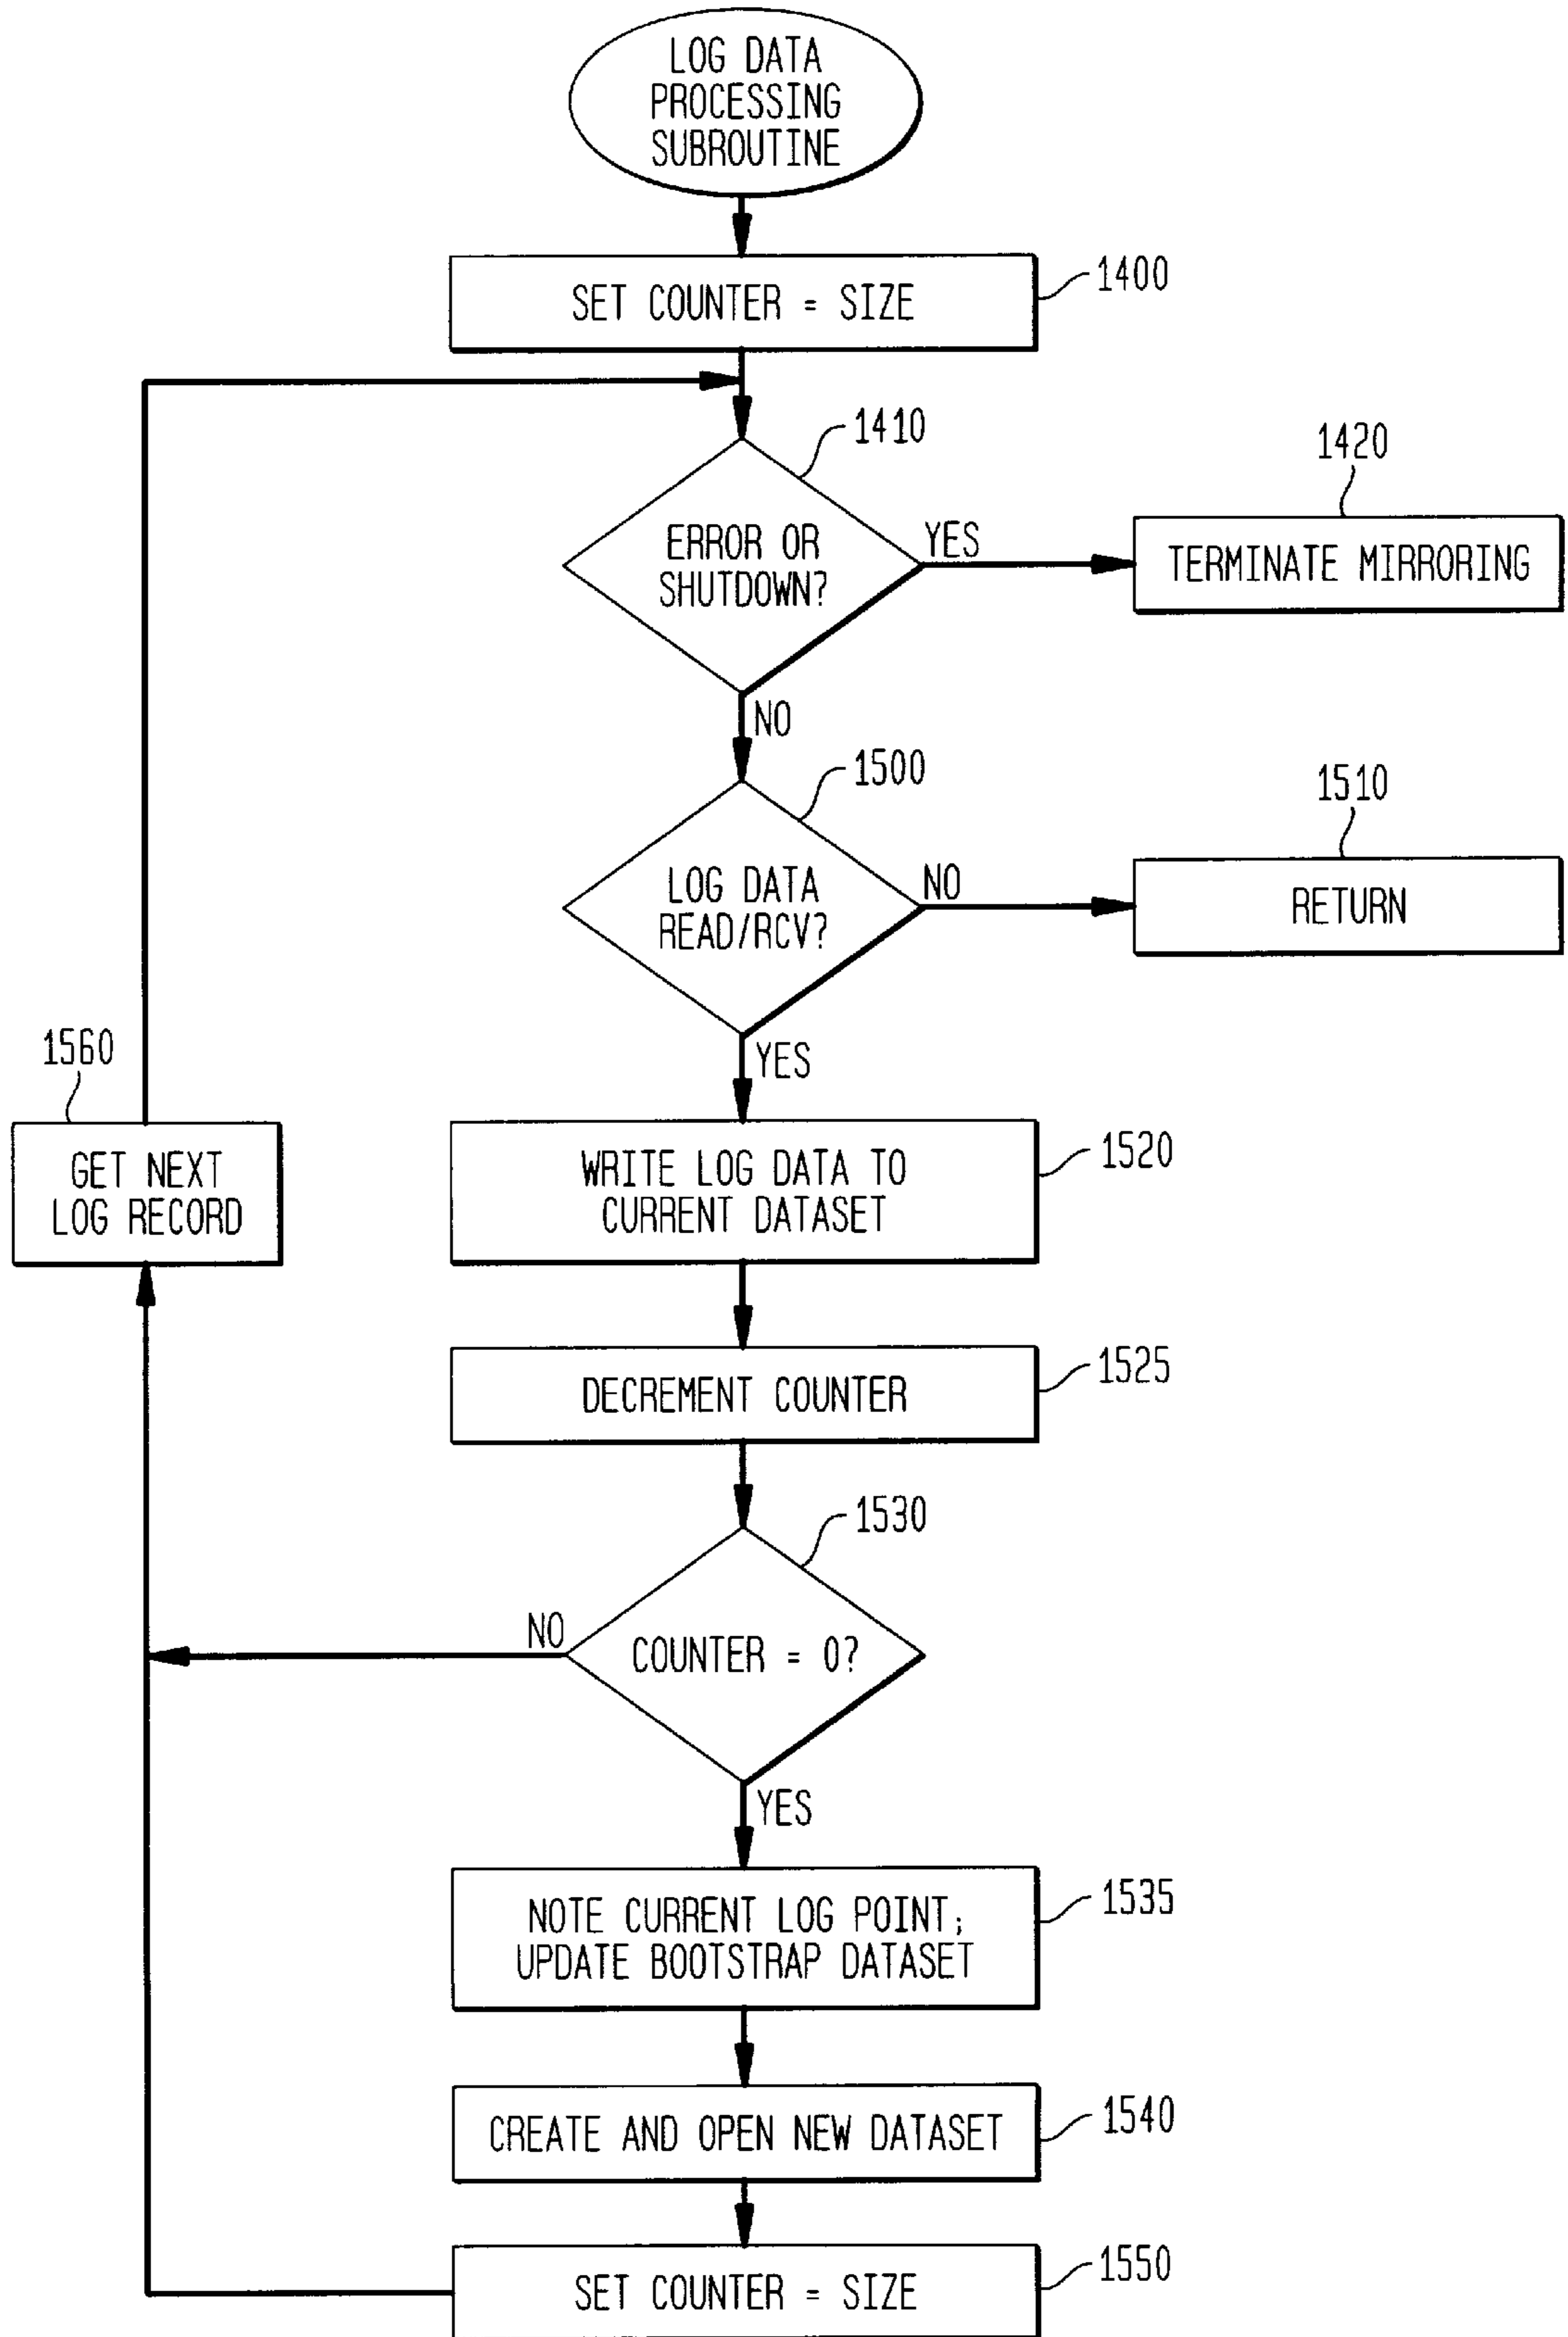 LOG DATA
PROCESSING
SUBROUTINE
1400
SET COUNTER = SIZE
1410
ERROR OR
SHUTDOWN?
YES
1420
TERMINATE MIRRORING
NO
1500
LOG DATA
READ/RCV?
NO
1510
RETURN
YES
1560
GET NEXT
LOG RECORD
1520
WRITE LOG DATA TO
CURRENT DATASET
1525
DECREMENT COUNTER
1530
COUNTER = 0?
NO
YES
1535
NOTE CURRENT LOG POINT;
UPDATE BOOTSTRAP DATASET
1540
CREATE AND OPEN NEW DATASET
1550
SET COUNTER = SIZE